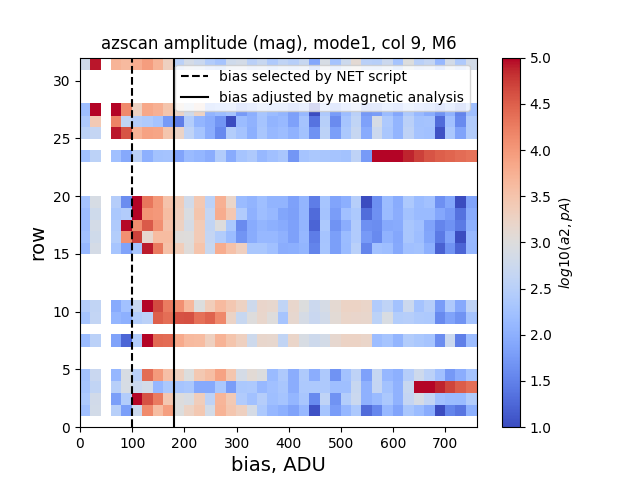 azscan amplitude (mag), mode1, col 9, M6
bias selected by NET script
bias adjusted by magnetic analysis
row
30
25
20
15
10
5
0
0 100 200 300 400 500 600 700
bias, ADU
5.0
4.5
4.0
3.5
3.0
2.5
2.0
1.5
1.0
log10(a2, pA)